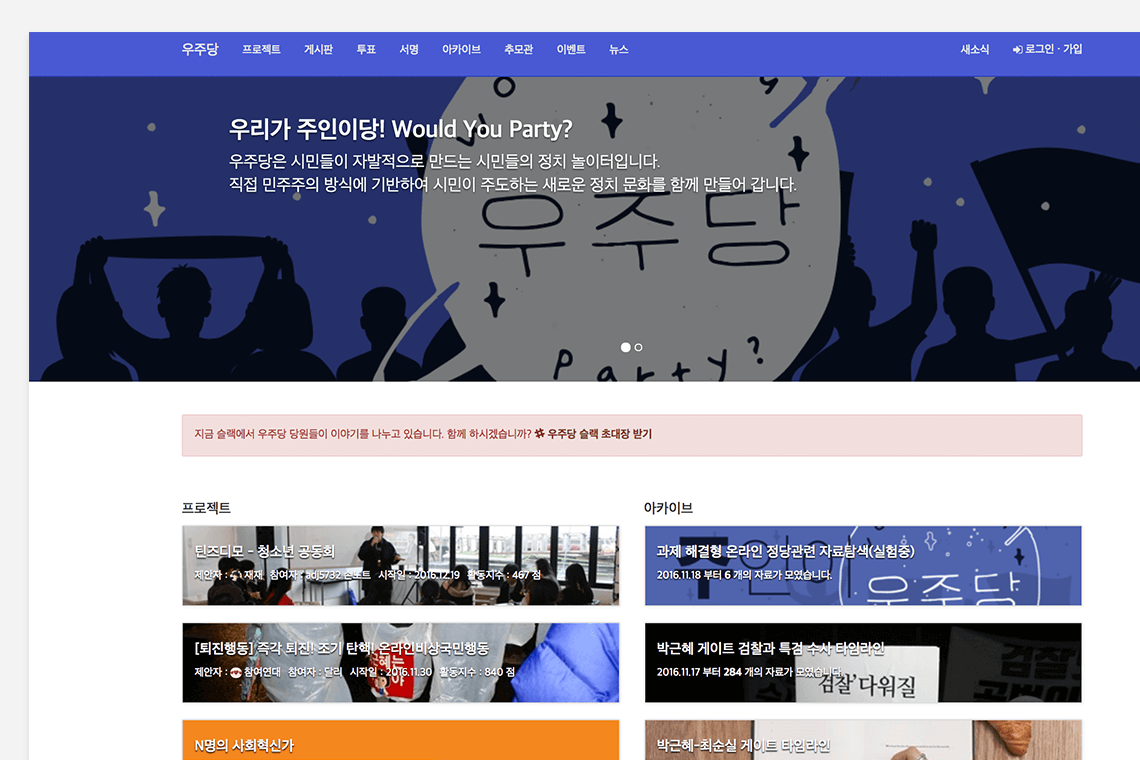 우주당 프로젝트 게시판 투표 서명 아카이브 추모관 이벤트 뉴스 새소식 로그인 · 가입
우리가 주인이당! Would You Party?
우주당은 시민들이 자발적으로 만드는 시민들의 정치 놀이터입니다.
직접 민주주의 방식에 기반하여 시민이 주도하는 새로운 정치 문화를 함께 만들어 갑니다.
우주당
Party?
지금 슬랙에서 우주당 당원들이 이야기를 나누고 있습니다. 함께 하시겠습니까? 우주당 슬랙 초대장 받기
프로젝트
틴즈디모 - 청소년 공동회
제안자 : 재재 참여자 : adj5732 손보트 시작일 : 2016.12.19 활동지수 : 467 점
[퇴진행동] 즉각 퇴진! 조기 탄핵! 온라인비상국민행동
제안자 : 참여연대 참여자 : 달리 시작일 : 2016.11.30 활동지수 : 840 점
N명의 사회혁신가
아카이브
과제 해결형 온라인 정당관련 자료탐색(실험중)
2016.11.18 부터 6 개의 자료가 모였습니다.
우주당
박근혜 게이트 검찰과 특검 수사 타임라인
2016.11.17 부터 284 개의 자료가 모였습니다.
검찰'다워질
박근혜-최순실 게이트 타임라인